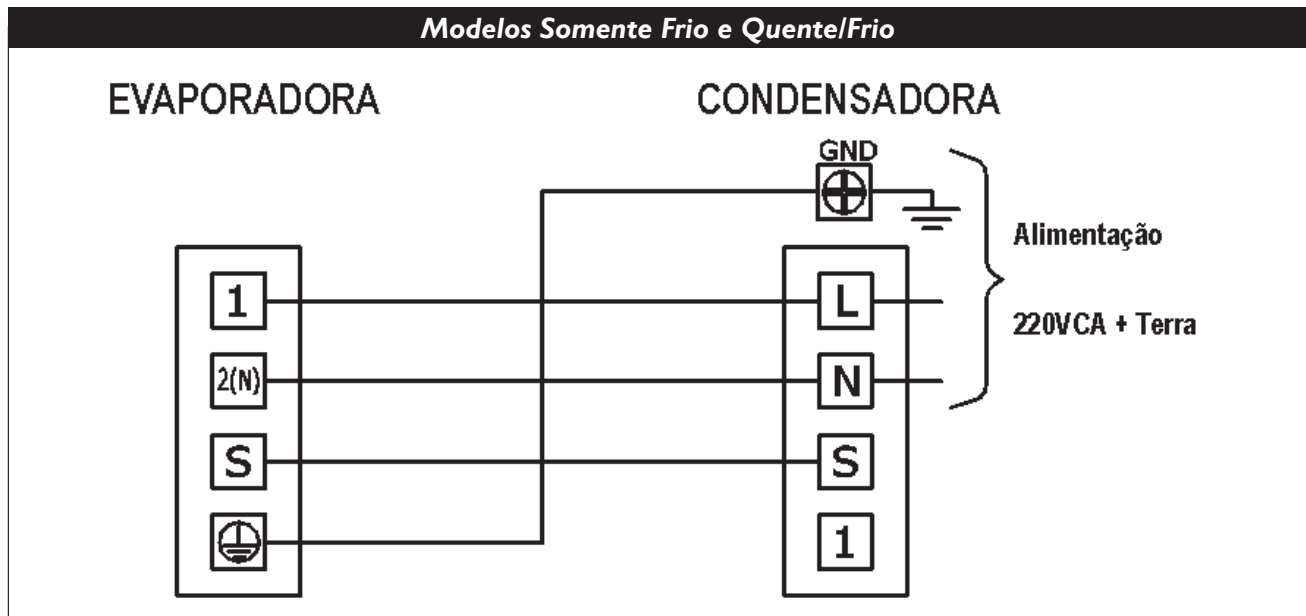 Modelos Somente Frio e Quente/Frio
EVAPORADORA
CONDENSADORA
GND
Alimentação
220VCA + Terra
1
L
2(N)
N
S
S
1